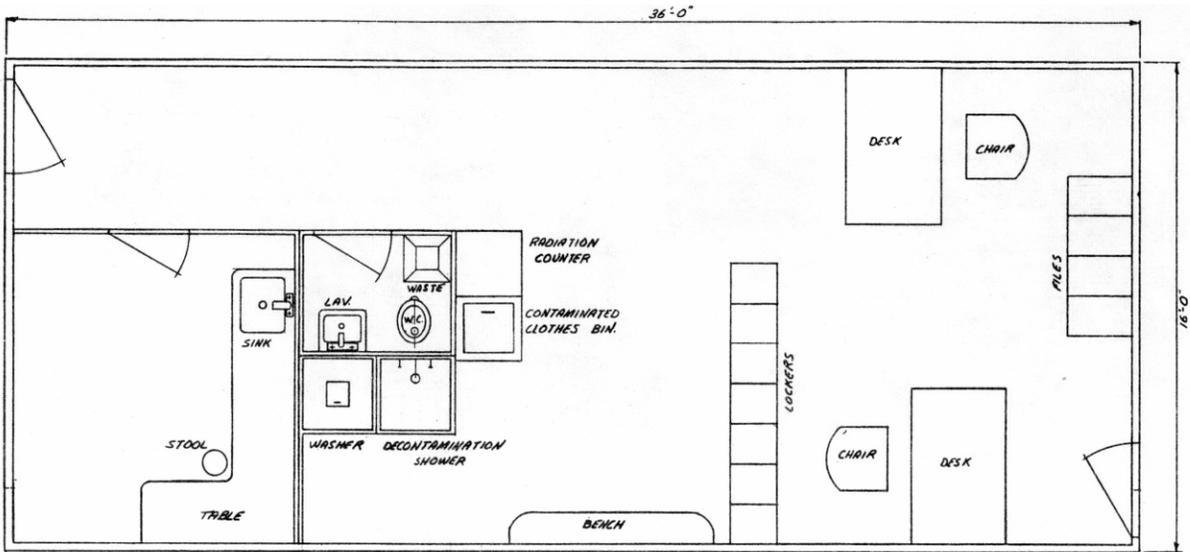 36'-0"
DESK
CHAIR
FILES
16'-0"
RADIATION
COUNTER
WASTE
LAV.
W.C.
CONTAMINATED
CLOTHES BIN.
SINK
LOCKERS
STOOL
WASHER
DECONTAMINATION
SHOWER
CHAIR
DESK
TABLE
BENCH